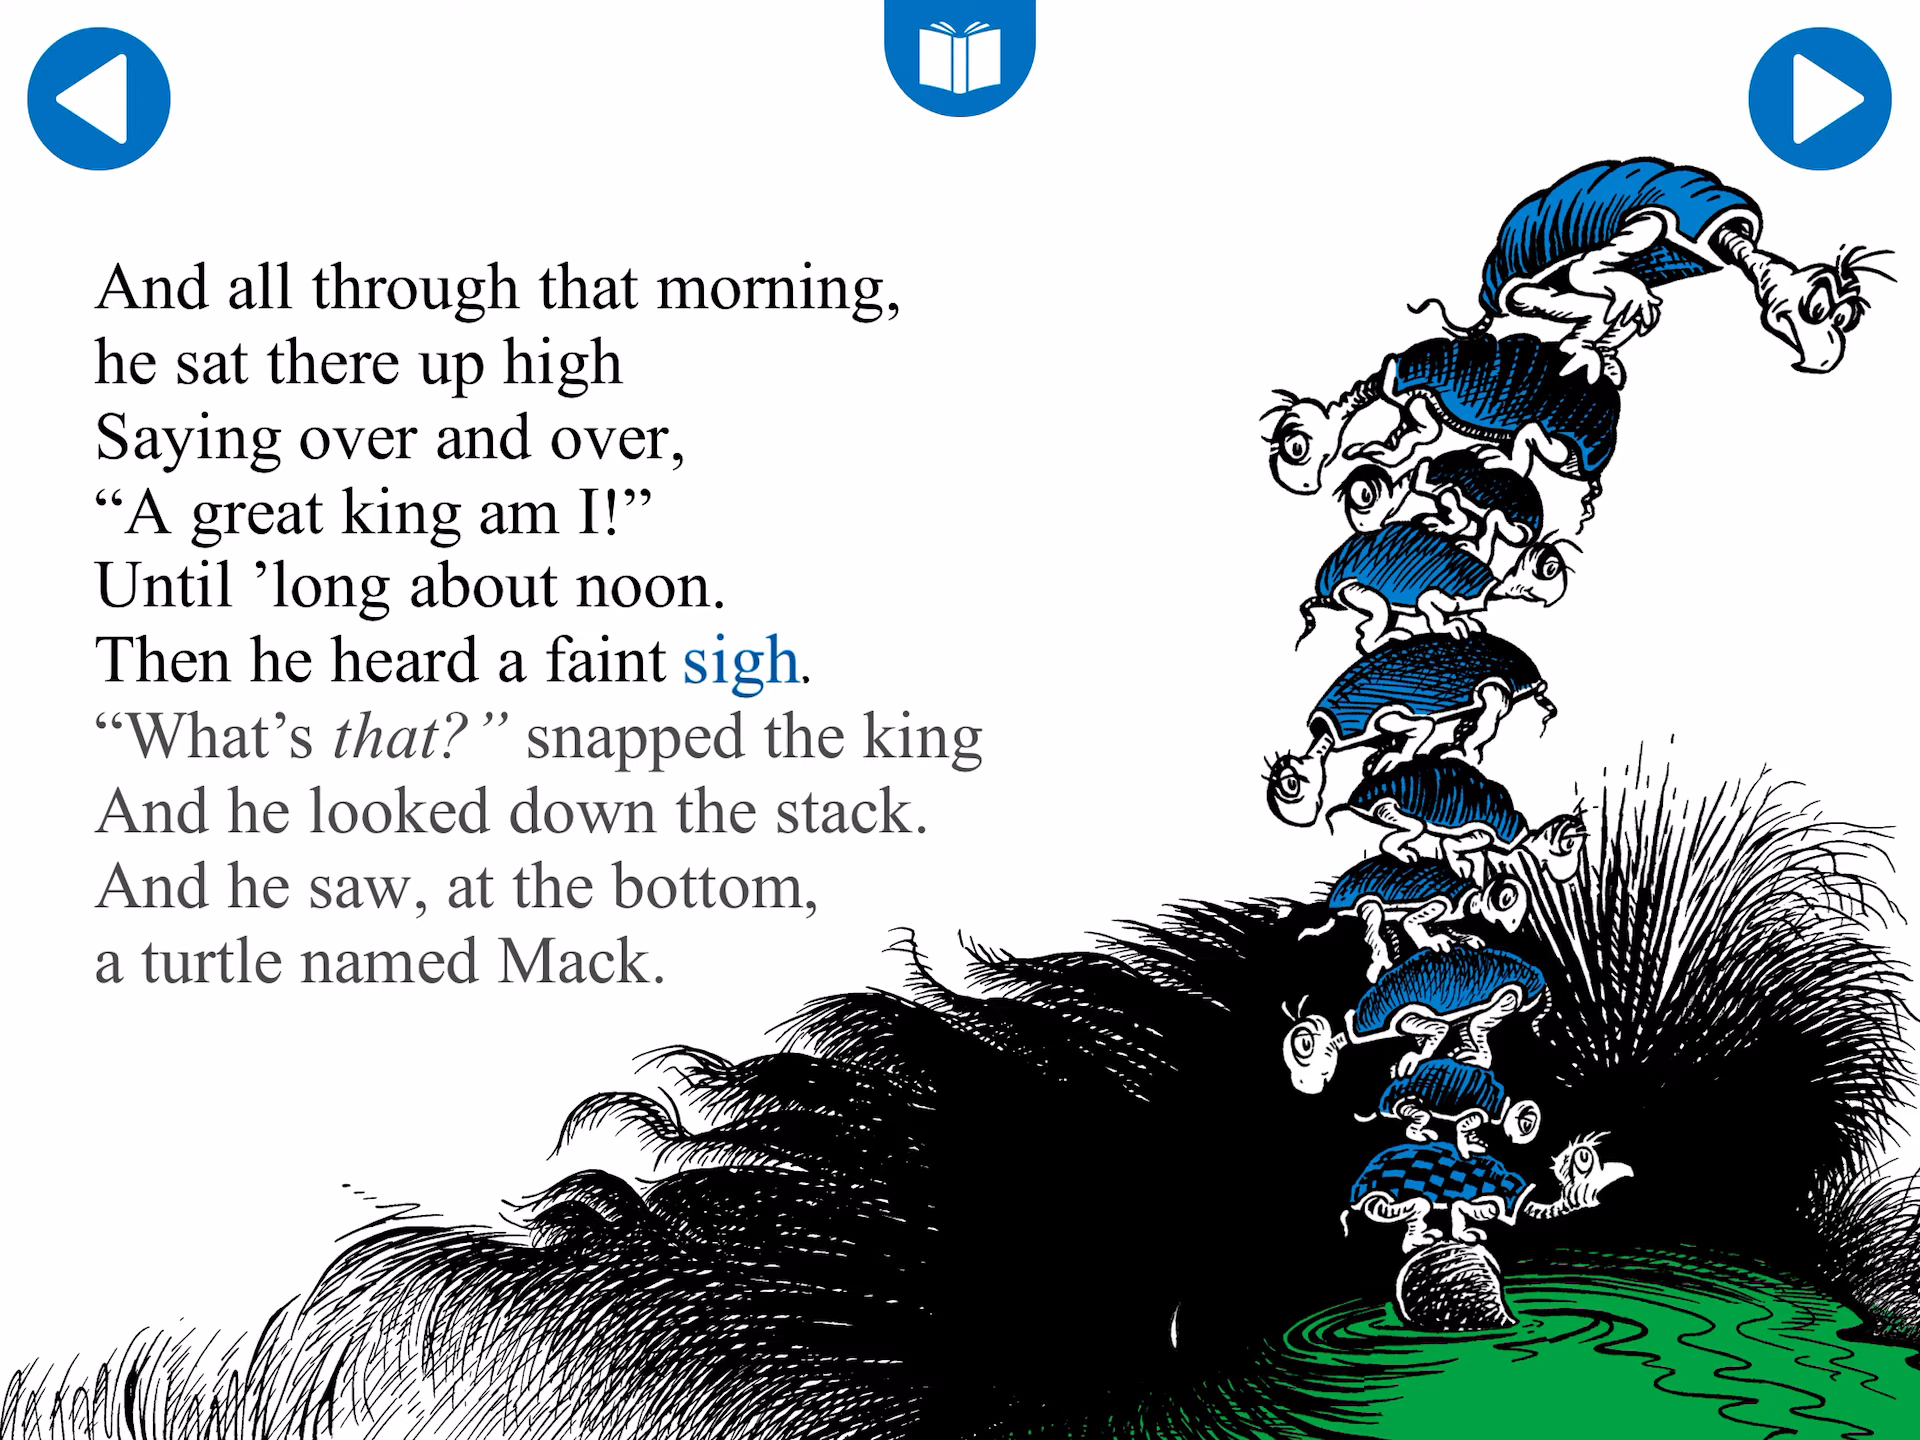 And all through that morning,
he sat there up high
Saying over and over,
“A great king am I!”
Until ’long about noon.
Then he heard a faint sigh.
“What’s that?” snapped the king
And he looked down the stack.
And he saw, at the bottom,
a turtle named Mack.